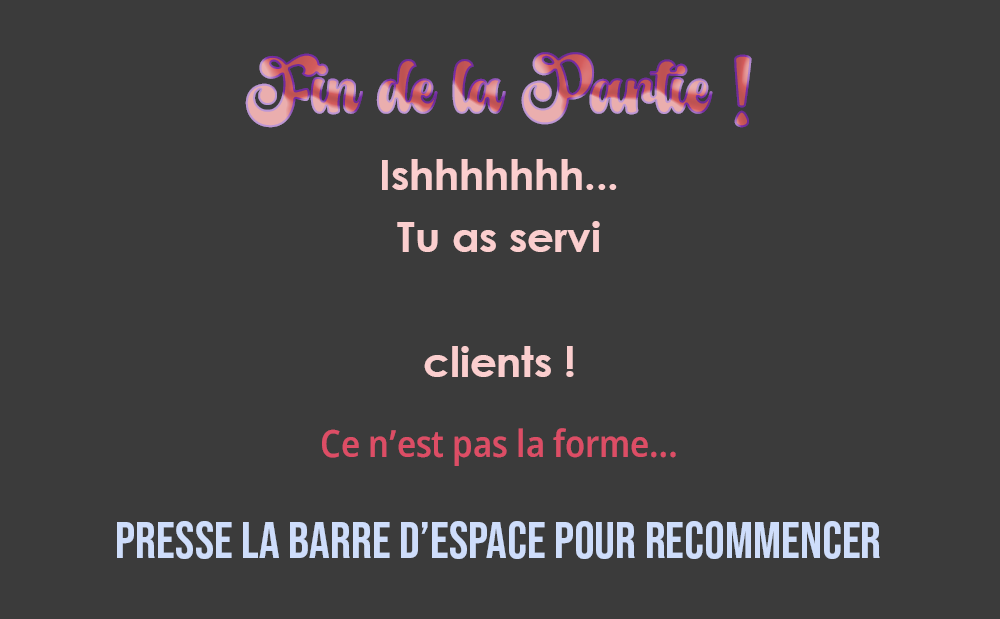 Fin de la Partie !
Ishhhhhhh...
Tu as servi
clients !
Ce n’est pas la forme...
PRESSE LA BARRE D’ESPACE POUR RECOMMENCER